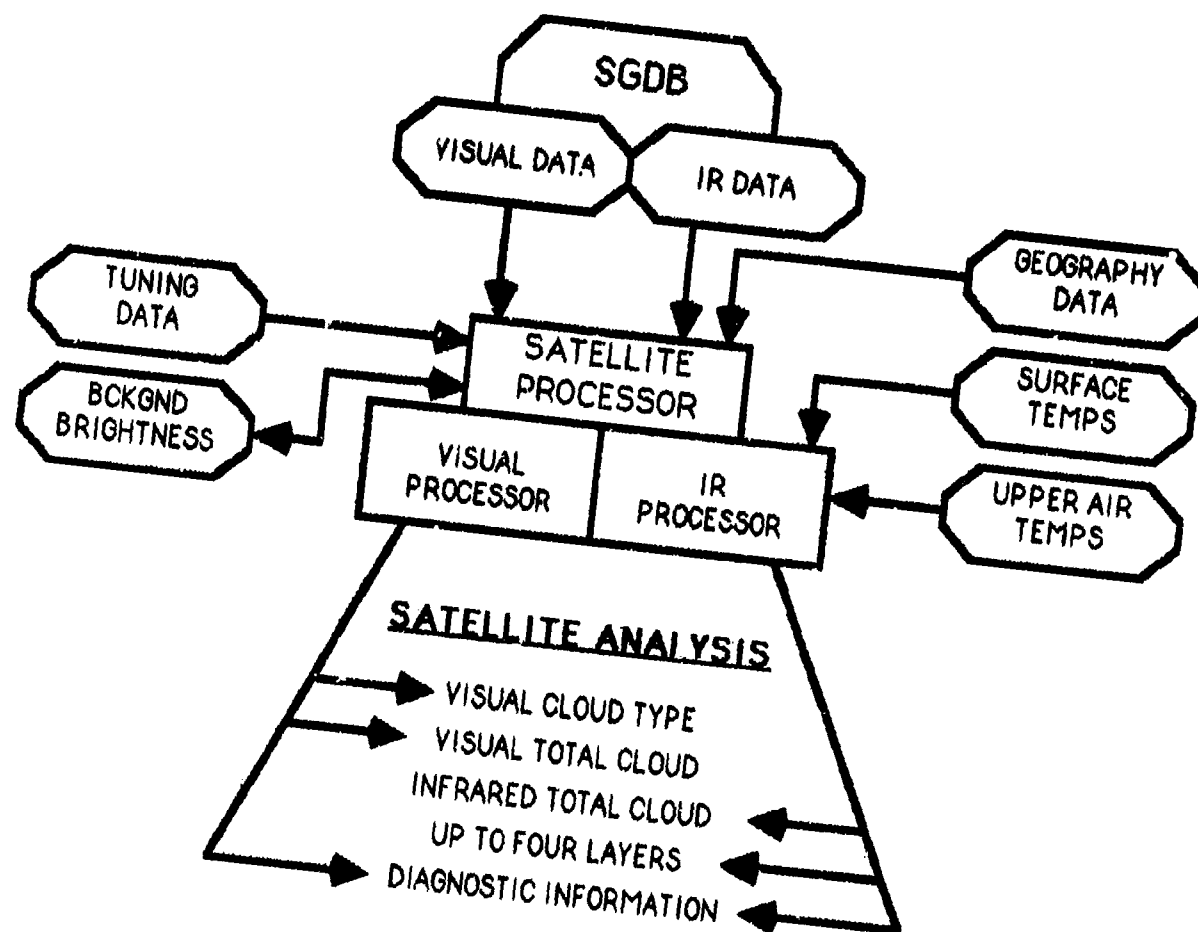 SGDB
VISUAL DATA
IR DATA
TUNING
DATA
GEOGRAPHY
DATA
BCKGND
BRIGHTNESS
SATELLITE
PROCESSOR
SURFACE
TEMPS
VISUAL
PROCESSOR
IR
PROCESSOR
UPPER AIR
TEMPS
SATELLITE ANALYSIS
VISUAL CLOUD TYPE
VISUAL TOTAL CLOUD
INFRARED TOTAL CLOUD
UP TO FOUR LAYERS
DIAGNOSTIC INFORMATION